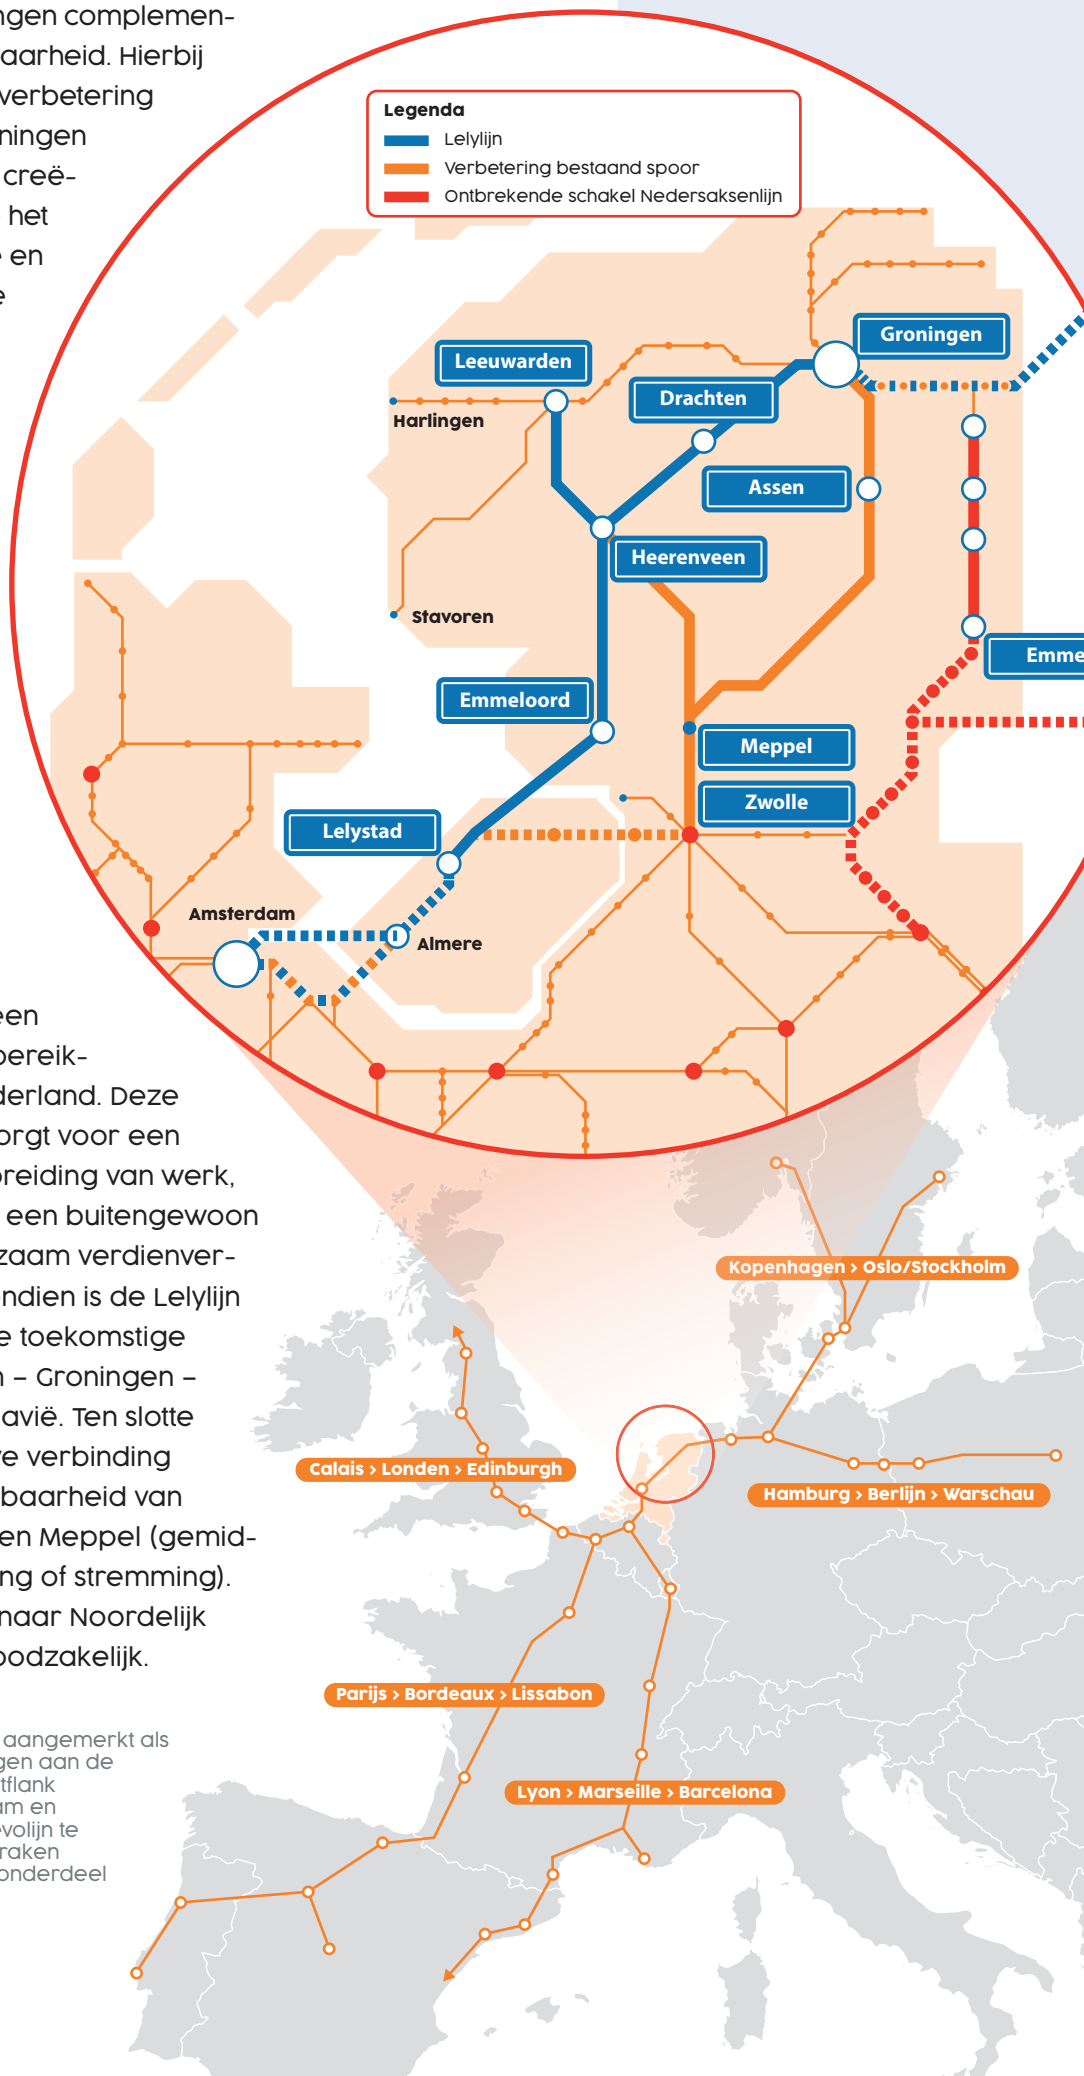 ngen complemen-
aarheid. Hierbij
verbetering
ningen
creë-
het
en
Legenda
Lelylijn
Verbetering bestaand spoor
Ontbrekende schakel Nedersaksenlijn
Groningen
Leeuwarden
Drachten
Harlingen
Assen
Heerenveen
Stavoren
Emme
Emmeloord
Meppel
Zwolle
Lelystad
Amsterdam
Almere
een
bereik-
derland. Deze
orgt voor een
breiding van werk,
een buitengewoon
zaam verdienver-
ndien is de Lelylijn
e toekomstige
n – Groningen –
avië. Ten slotte
ve verbinding
baarheid van
en Meppel (gemid-
ng of stremming).
naar Noordelijk
oodzakelijk.
Kopenhagen › Oslo/Stockholm
Calais › Londen › Edinburgh
Hamburg › Berlijn › Warschau
Parijs › Bordeaux › Lissabon
Lyon › Marseille › Barcelona
aangemerkt als
gen aan de
tflank
am en
evolijn te
raken
onderdeel